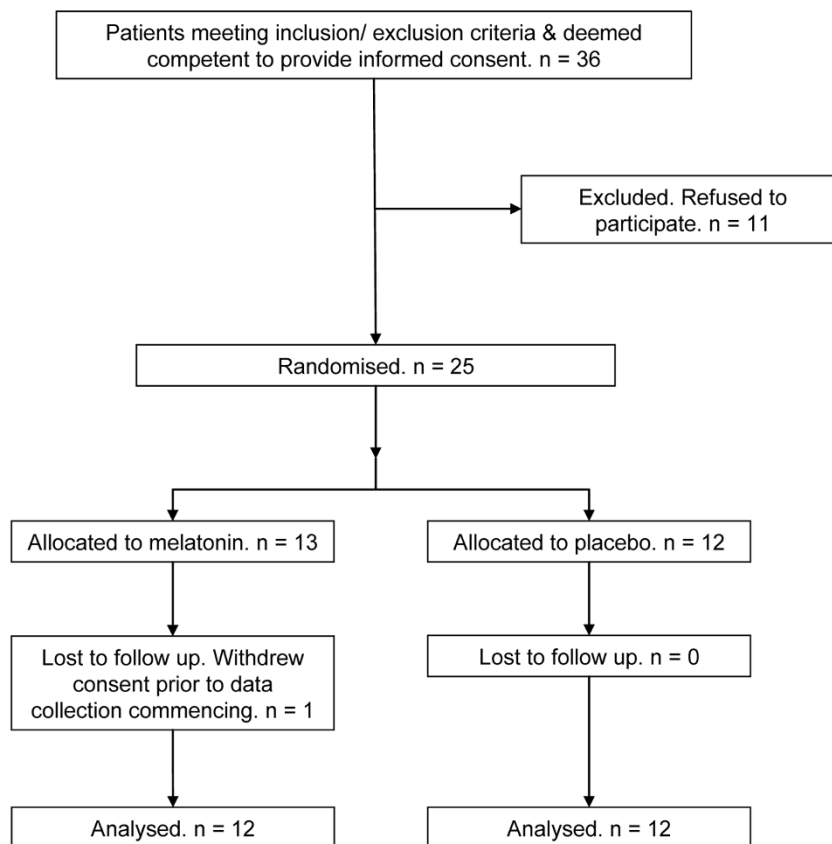 Patients meeting inclusion/ exclusion criteria & deemed
competent to provide informed consent. n = 36
Excluded. Refused to
participate. n = 11
Randomised. n = 25
Allocated to melatonin. n = 13
Allocated to placebo. n = 12
Lost to follow up. Withdrew
consent prior to data
collection commencing. n = 1
Lost to follow up. n = 0
Analysed. n = 12
Analysed. n = 12